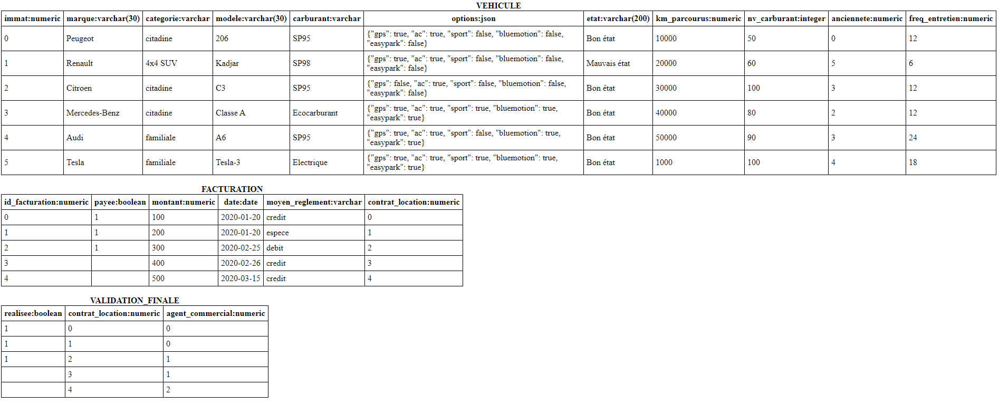 VEHICULE
immat:numeric marque:varchar(30) categorie:varchar modele:varchar(30) carburant:varchar options:json etat:varchar(200) km_parcourus:numeric nv_carburant:integer anciennete:numeric freq_entretien:numeric
0 Peugeot citadine 206 SP95 {"gps": true, "ac": true, "sport": false, "bluemotion": false, "easypark": false} Bon état 10000 50 0 12
1 Renault 4x4 SUV Kadjar SP98 {"gps": true, "ac": true, "sport": false, "bluemotion": false, "easypark": false} Mauvais état 20000 60 5 6
2 Citroen citadine C3 SP95 {"gps": false, "ac": true, "sport": false, "bluemotion": false, "easypark": false} Bon état 30000 100 3 12
3 Mercedes-Benz citadine Classe A Ecocarburant {"gps": true, "ac": true, "sport": true, "bluemotion": true, "easypark": true} Bon état 40000 80 2 12
4 Audi familiale A6 SP95 {"gps": true, "ac": true, "sport": false, "bluemotion": true, "easypark": true} Bon état 50000 90 3 24
5 Tesla familiale Tesla-3 Electrique {"gps": true, "ac": true, "sport": true, "bluemotion": true, "easypark": true} Bon état 1000 100 4 18
FACTURATION
id_facturation:numeric payee:boolean montant:numeric date:date moyen_reglement:varchar contrat_location:numeric
0 1 100 2020-01-20 credit 0
1 1 200 2020-01-20 espece 1
2 1 300 2020-02-25 debit 2
3 400 2020-02-26 credit 3
4 500 2020-03-15 credit 4
VALIDATION_FINALE
realisee:boolean contrat_location:numeric agent_commercial:numeric
1 0 0
1 1 0
1 2 1
3 1
4 2